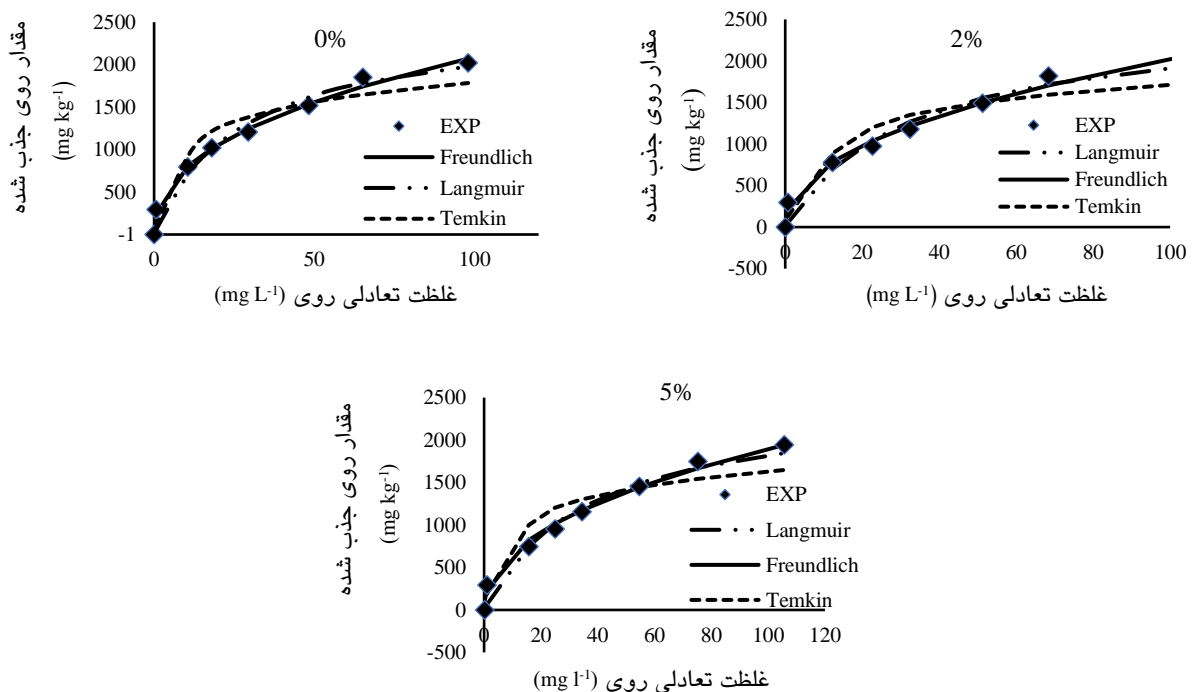 0%
مقدار روی جذب شده
(mg kg-1)
2500
2000
1500
1000
500
-1
0
50
100
EXP
Freundlich
Langmuir
Temkin
غلظت تعادلی روی (mg L-1)
2%
مقدار روی جذب شده
(mg kg-1)
2500
2000
1500
1000
500
0
-500
0
20
40
60
80
100
EXP
Langmuir
Freundlich
Temkin
غلظت تعادلی روی (mg L-1)
5%
مقدار روی جذب شده
(mg kg-1)
2500
2000
1500
1000
500
0
-500
0
20
40
60
80
100
120
EXP
Langmuir
Freundlich
Temkin
غلظت تعادلی روی (mg l-1)